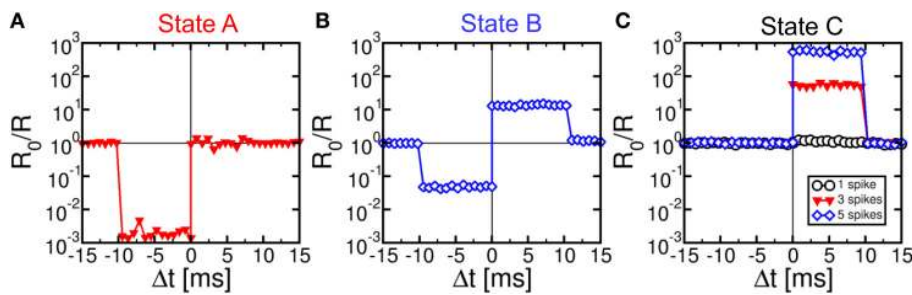 A State A
10³
10²
10¹
10⁰
10⁻¹
10⁻²
10⁻³
R₀/R
-15 -10 -5 0 5 10 15
Δt [ms]
B State B
10³
10²
10¹
10⁰
10⁻¹
10⁻²
10⁻³
R₀/R
-15 -10 -5 0 5 10 15
Δt [ms]
C State C
10³
10²
10¹
10⁰
10⁻¹
10⁻²
10⁻³
R₀/R
1 spike
3 spikes
5 spikes
-15 -10 -5 0 5 10 15
Δt [ms]